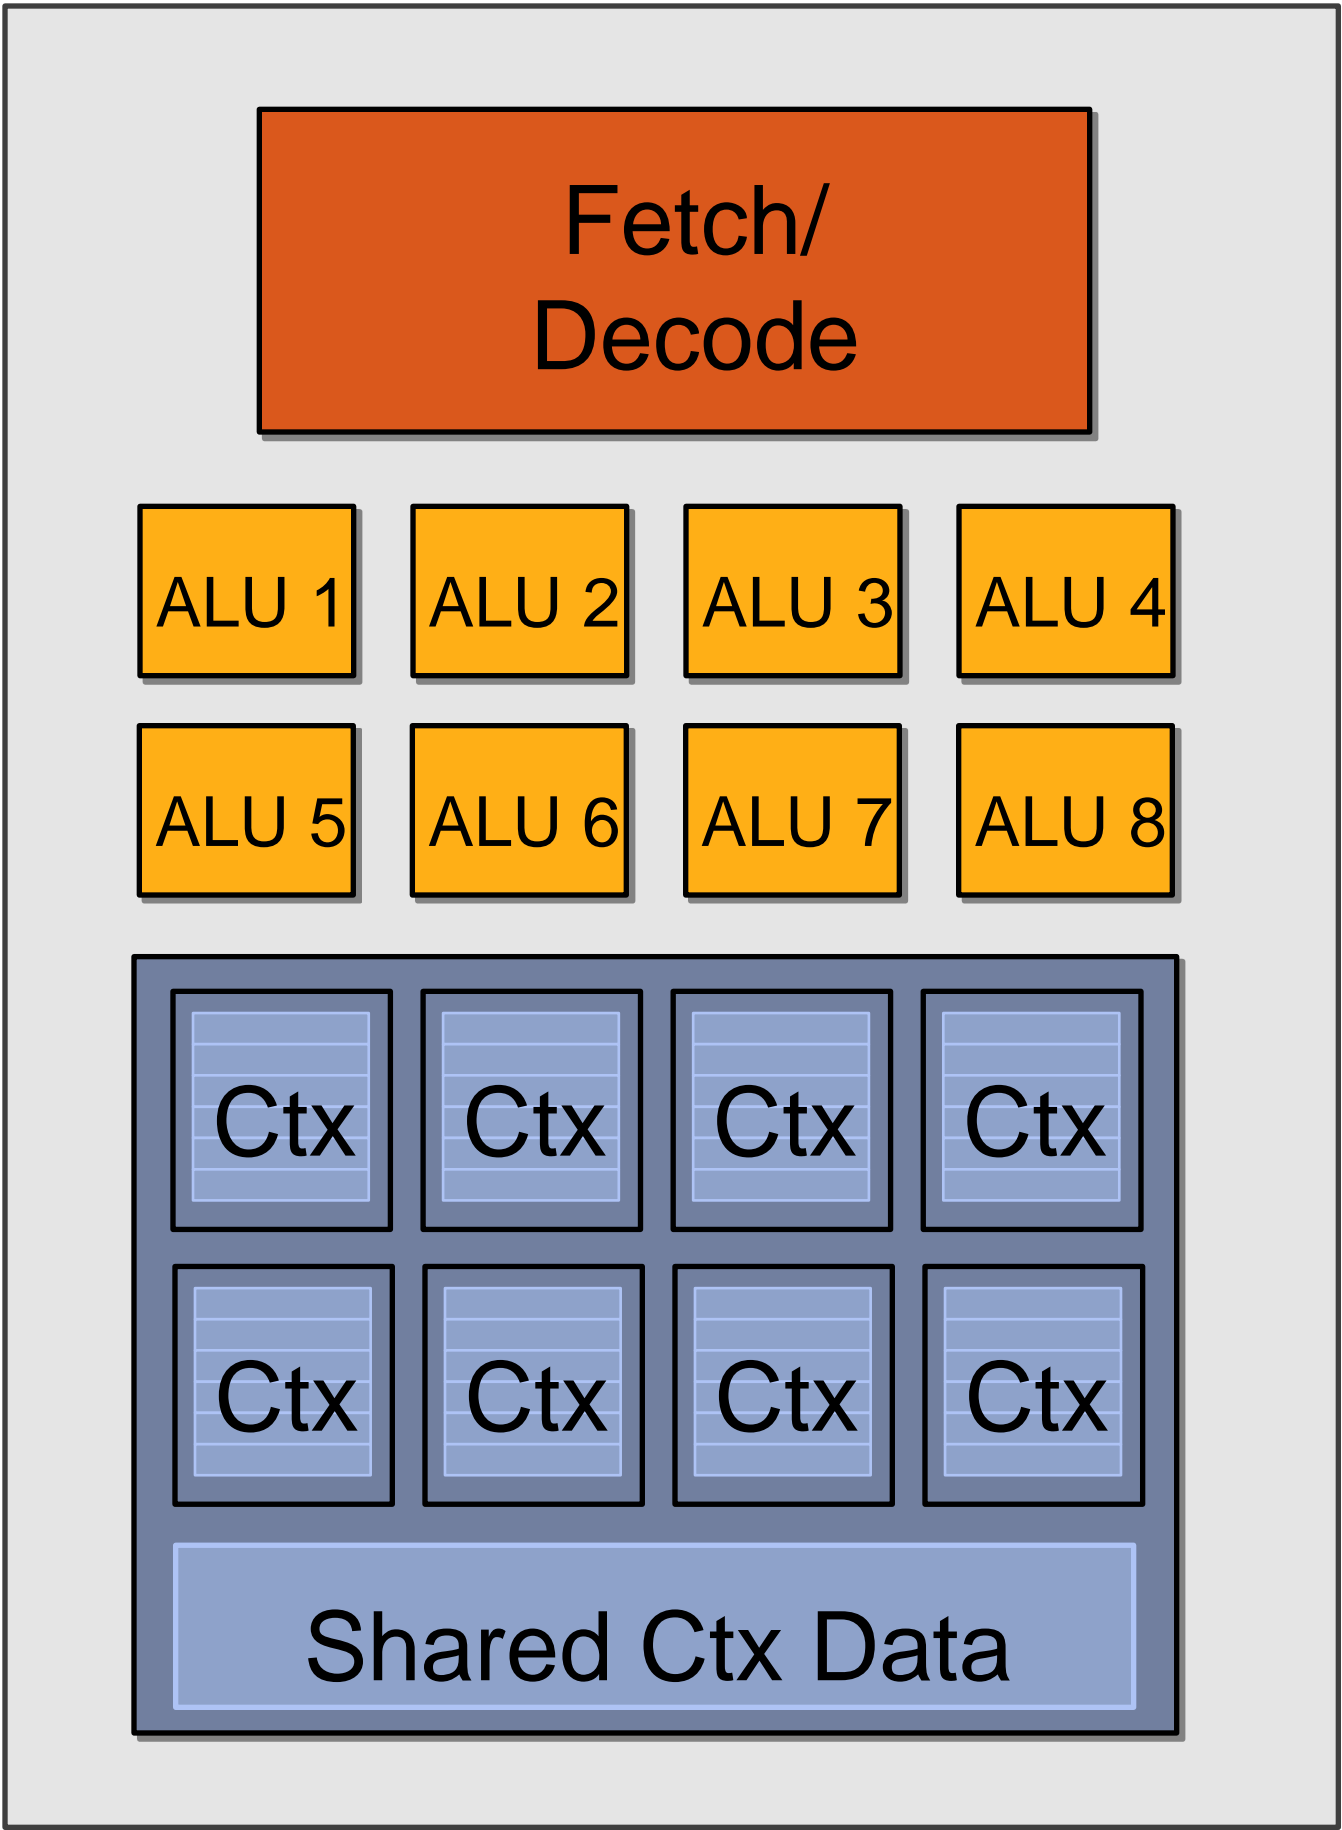 Fetch/
Decode
ALU 1 ALU 2 ALU 3 ALU 4
ALU 5 ALU 6 ALU 7 ALU 8
Ctx Ctx Ctx Ctx
Ctx Ctx Ctx Ctx
Shared Ctx Data